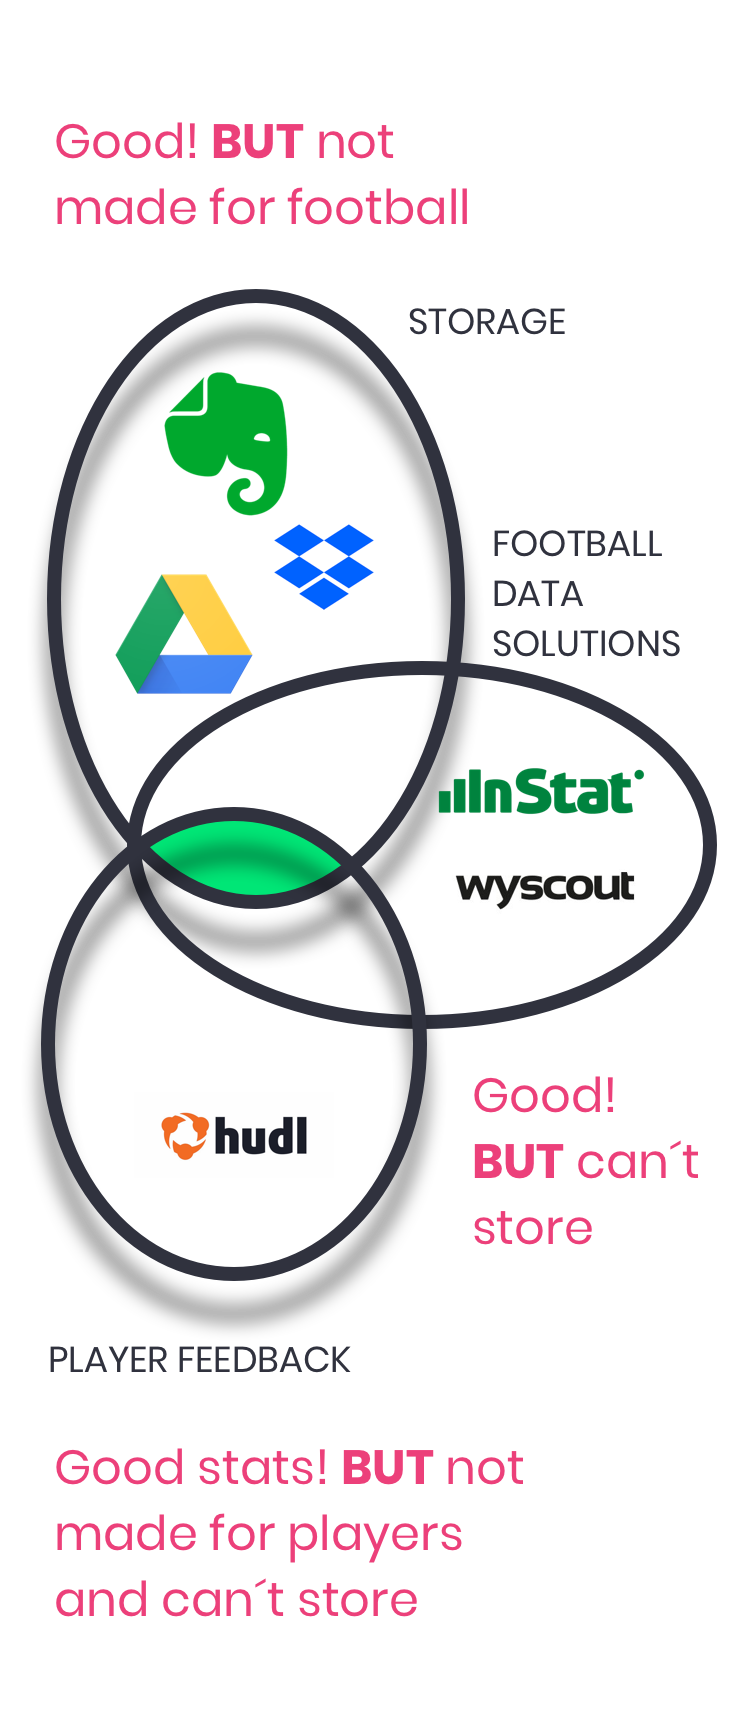 Good! BUT not
made for football
STORAGE
FOOTBALL
DATA
SOLUTIONS
InStat
wyscout
hudl
Good!
BUT can´t
store
PLAYER FEEDBACK
Good stats! BUT not
made for players
and can´t store